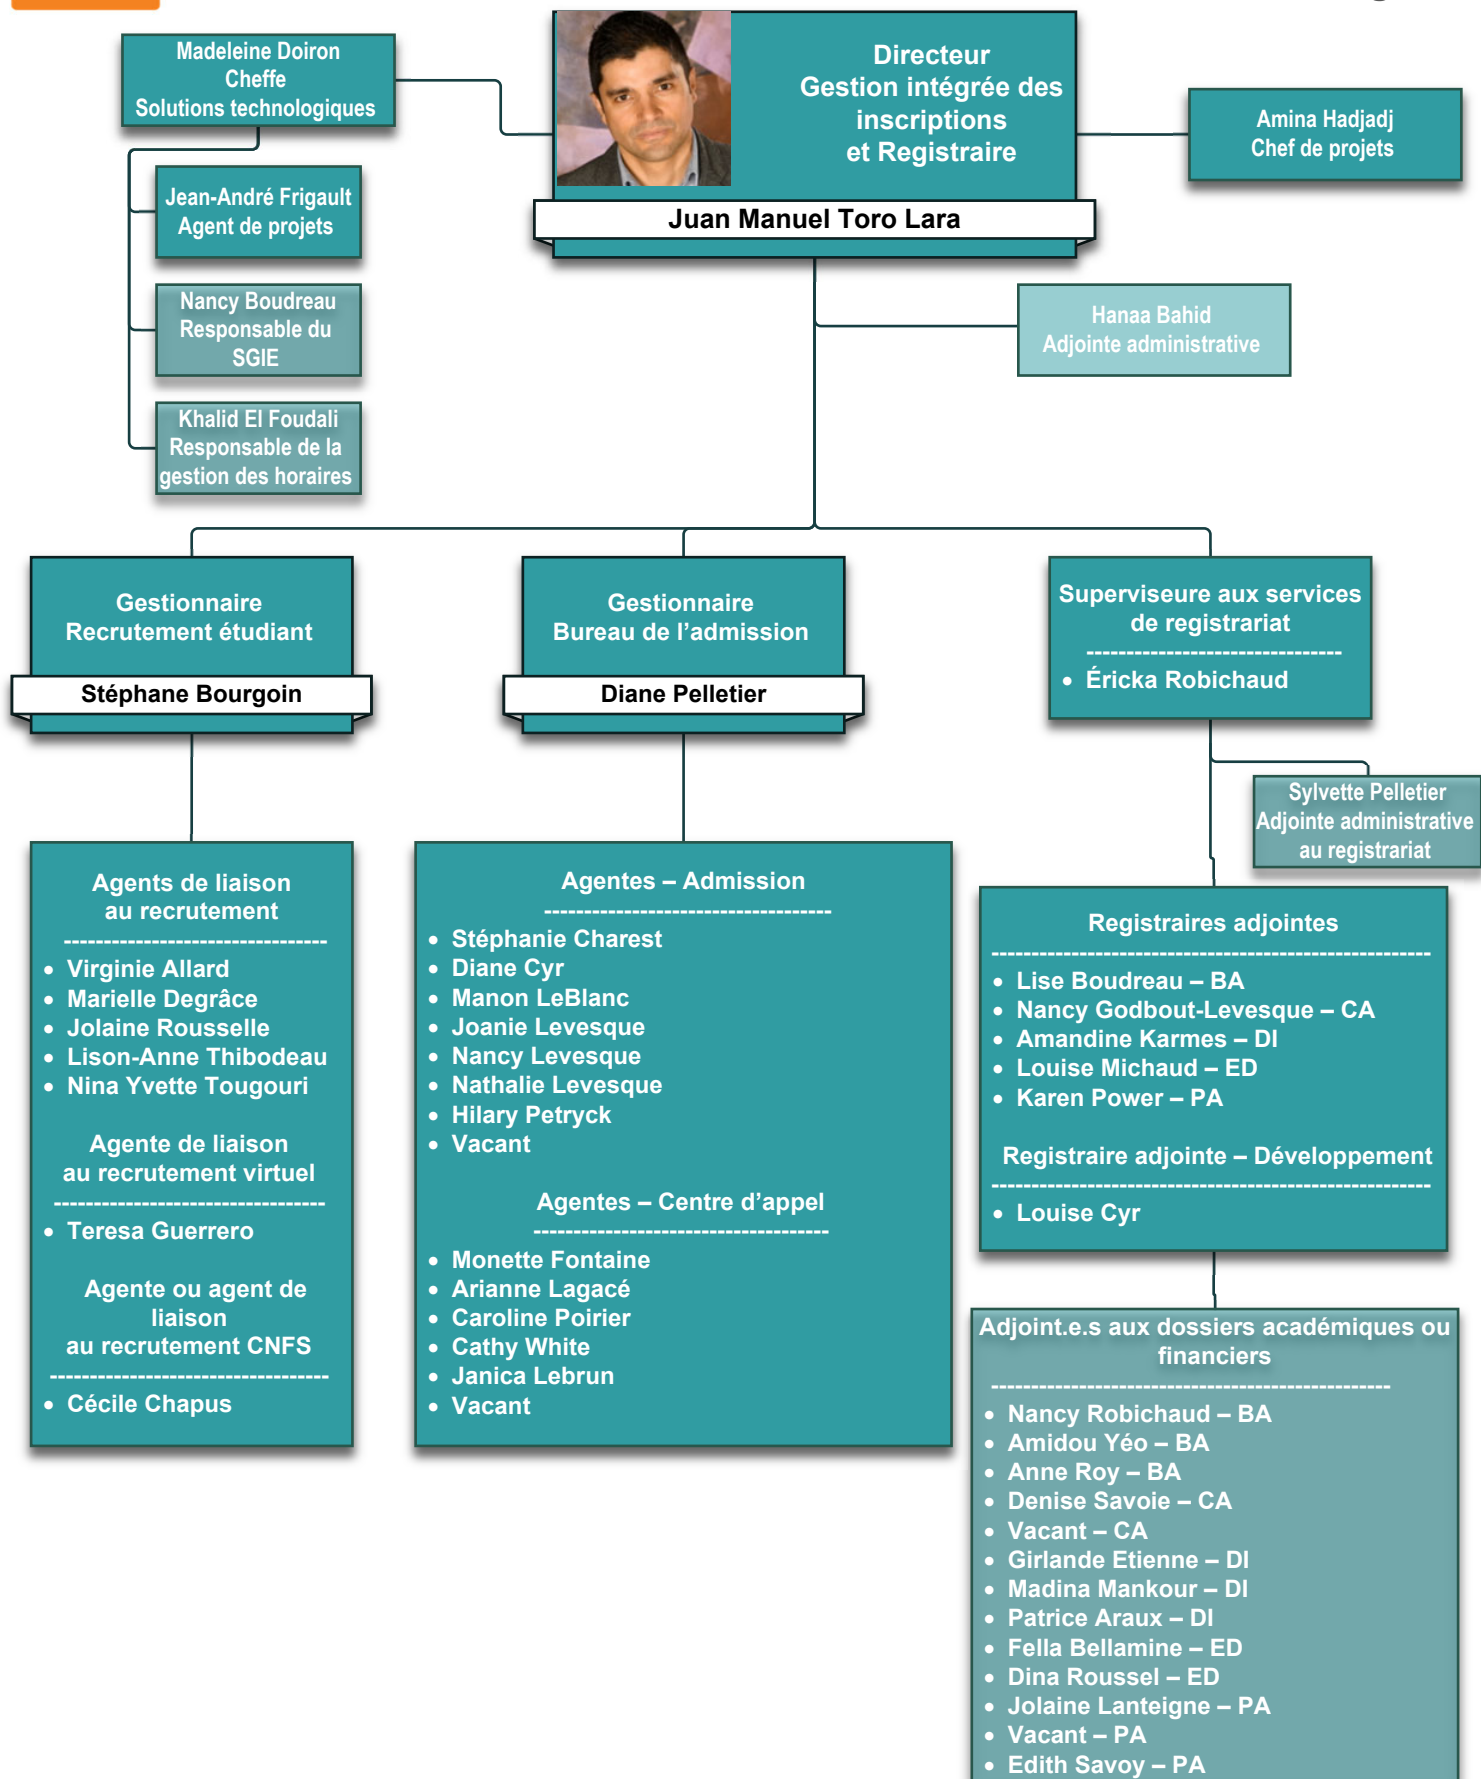 Madeleine Doiron
Cheffe
Solutions technologiques
Directeur
Gestion intégrée des
inscriptions
et Registraire
Juan Manuel Toro Lara
Amina Hadjadj
Chef de projets
Jean-André Frigault
Agent de projets
Nancy Boudreau
Responsable du
SGIE
Khalid El Foudali
Responsable de la
gestion des horaires
Hanaa Bahid
Adjointe administrative
Gestionnaire
Recrutement étudiant
Stéphane Bourgoin
Gestionnaire
Bureau de l’admission
Diane Pelletier
Superviseure aux services
de registrariat
--------------------------------
• Éricka Robichaud
Sylvette Pelletier
Adjointe administrative
au registrariat
Agents de liaison
au recrutement
---------------------------------
• Virginie Allard
• Marielle Degrâce
• Jolaine Rousselle
• Lison-Anne Thibodeau
• Nina Yvette Tougouri
Agente de liaison
au recrutement virtuel
----------------------------------
• Teresa Guerrero
Agente ou agent de
liaison
au recrutement CNFS
-----------------------------------
• Cécile Chapus
Agentes – Admission
------------------------------------
• Stéphanie Charest
• Diane Cyr
• Manon LeBlanc
• Joanie Levesque
• Nancy Levesque
• Nathalie Levesque
• Hilary Petryck
• Vacant
Agentes – Centre d’appel
-------------------------------------
• Monette Fontaine
• Arianne Lagacé
• Caroline Poirier
• Cathy White
• Janica Lebrun
• Vacant
Registraires adjointes
-------------------------------------------------------
• Lise Boudreau – BA
• Nancy Godbout-Levesque – CA
• Amandine Karmes – DI
• Louise Michaud – ED
• Karen Power – PA
Registraire adjointe – Développement
-------------------------------------------------------
• Louise Cyr
Adjoint.e.s aux dossiers académiques ou
financiers
--------------------------------------------------
• Nancy Robichaud – BA
• Amidou Yéo – BA
• Anne Roy – BA
• Denise Savoie – CA
• Vacant – CA
• Girlande Etienne – DI
• Madina Mankour – DI
• Patrice Araux – DI
• Fella Bellamine – ED
• Dina Roussel – ED
• Jolaine Lanteigne – PA
• Vacant – PA
• Edith Savoy – PA